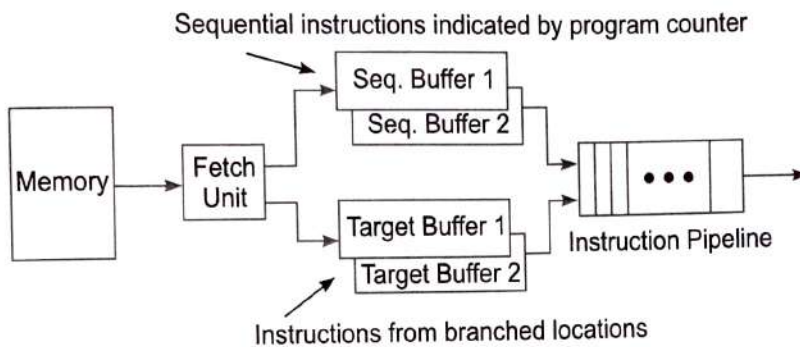 Sequential instructions indicated by program counter
Seq. Buffer 1
Seq. Buffer 2
Memory
Fetch
Unit
Target Buffer 1
Target Buffer 2
Instruction Pipeline
Instructions from branched locations